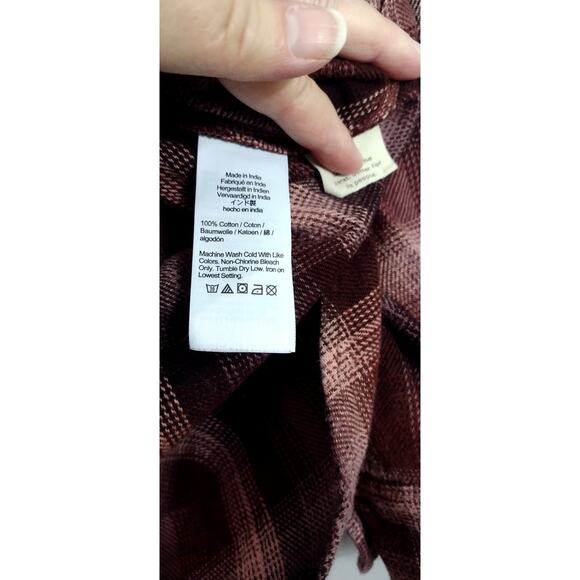 Made in India
Fabriqué en Inde
Hergestellt in Indien
Vervaardigd in India
インド製
hecho en india
100% Cotton / Coton /
Baumwolle / Katoen / 綿 /
algodón
Machine Wash Cold With Like
Colors. Non-Chlorine Bleach
Only. Tumble Dry Low. Iron on
Lowest Setting.
for